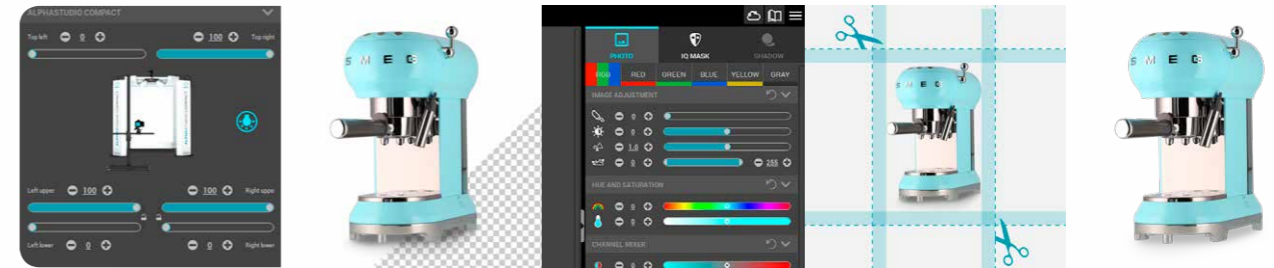 ALPHASTUDIO COMPACT
Top left 0 100 Top right
Left upper 100 100 Right uppe
Left lower 0 0 Right lower
SMEG
PHOTO IQ MASK SHADOW
RGB RED GREEN BLUE YELLOW GRAY
IMAGE ADJUSTMENT
0
0
1.0
0 255
HUE AND SATURATION
0
0
CHANNEL MIXER
0
SMEG
SMEG